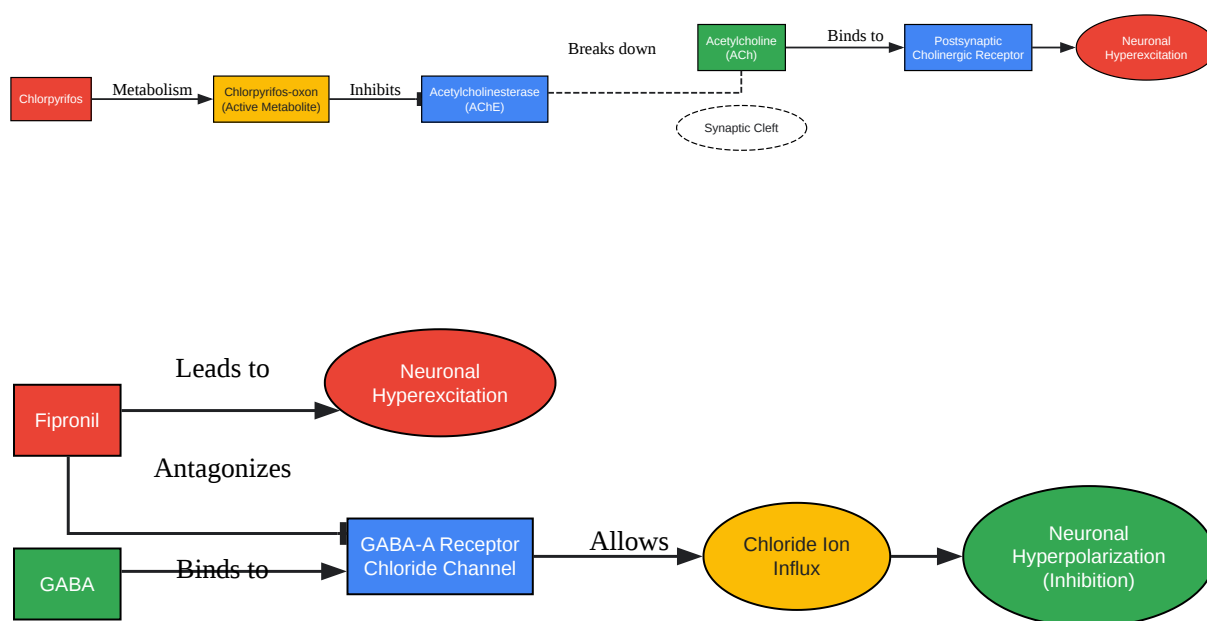 Chlorpyrifos
Metabolism
Chlorpyrifos-oxon
(Active Metabolite)
Inhibits
Acetylcholinesterase
(AChE)
Breaks down
Acetylcholine
(ACh)
Synaptic Cleft
Binds to
Postsynaptic
Cholinergic Receptor
Neuronal
Hyperexcitation
Fipronil
Leads to
Neuronal
Hyperexcitation
Antagonizes
GABA
Binds to
GABA-A Receptor
Chloride Channel
Allows
Chloride Ion
Influx
Neuronal
Hyperpolarization
(Inhibition)